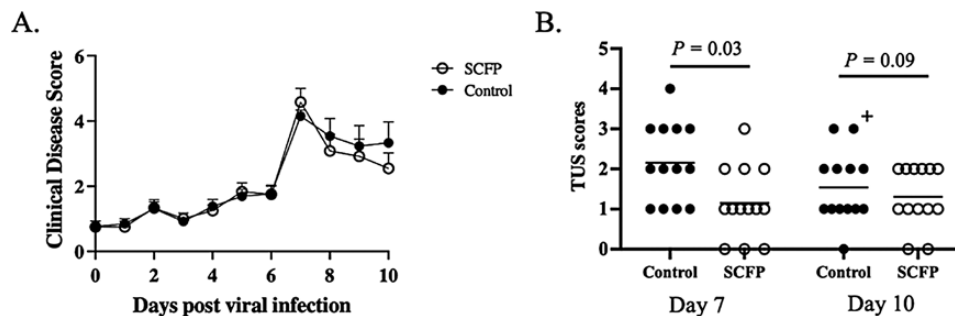 A.
Clinical Disease Score
6
4
2
0
0 2 4 6 8 10
Days post viral infection
SCFP
Control
B.
TUS scores
5
4
3
2
1
0
P = 0.03
P = 0.09
+
Control SCFP Control SCFP
Day 7 Day 10